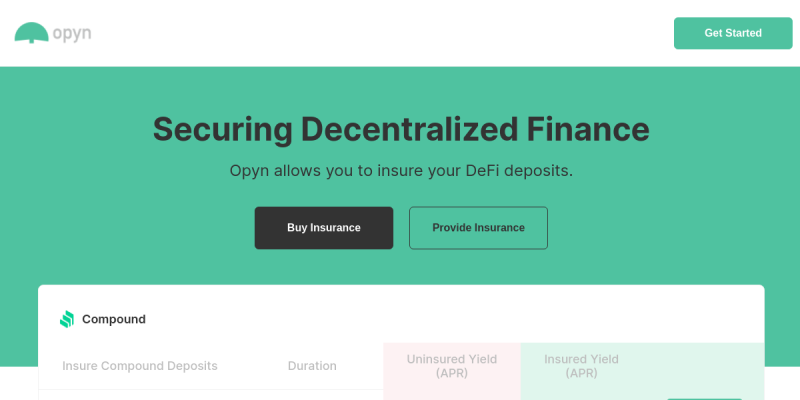 opyn
Get Started
Securing Decentralized Finance
Opyn allows you to insure your DeFi deposits.
Buy Insurance
Provide Insurance
Compound
Insure Compound Deposits
Duration
Uninsured Yield
(APR)
Insured Yield
(APR)